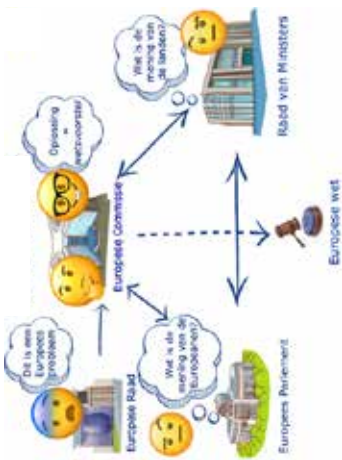 Dit is een
Europees
probleem
Europese Raad
Oplossing
=
wetsvoorstel
Europese Commissie
Wat is de
mening van
de landen?
Raad van Ministers
Wat is de
mening van de
Europeanen?
Europees Parlement
Europese wet